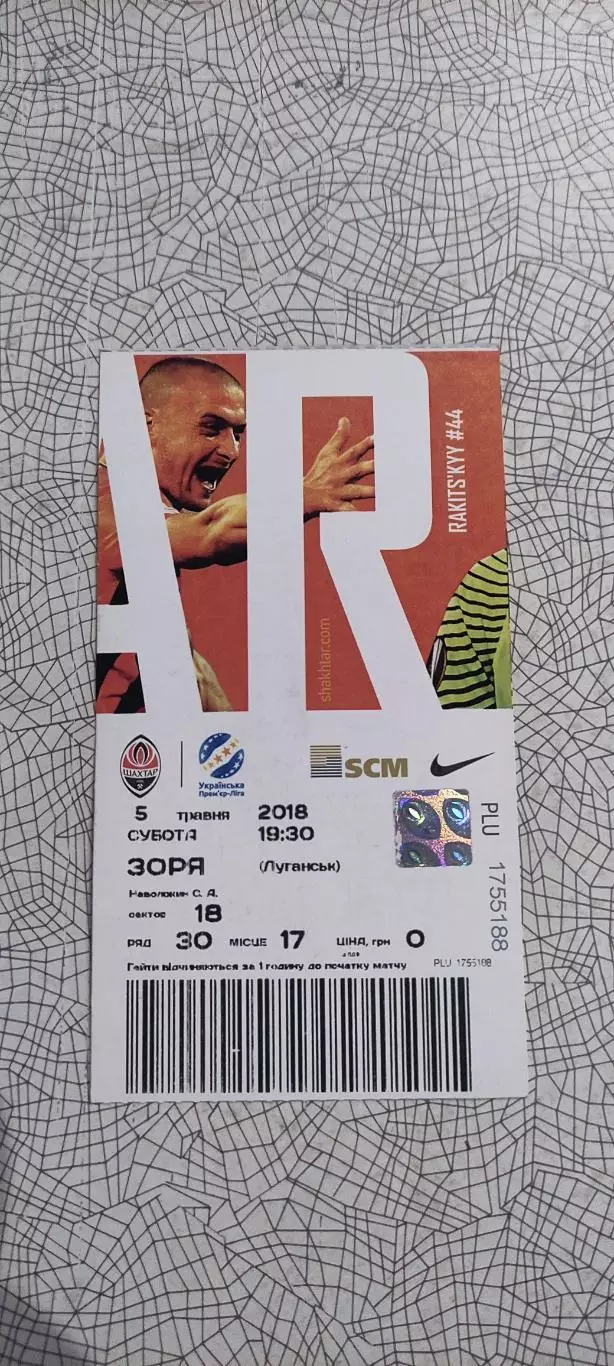 AR
RAKITS'KYY #44
shakhtar.com
ШАХТАР
Українська
Прем'єр-Ліга
SCM
5 травня 2018
СУБОТА 19:30
ЗОРЯ (Луганськ)
Наволокин С. Д.
сектор 18
РЯД 30 МІСЦЕ 17 ЦІНА, грн 0
Гейти відчиняються за 1 годину до початку матчу
PLU 1755188
PLU 1755188